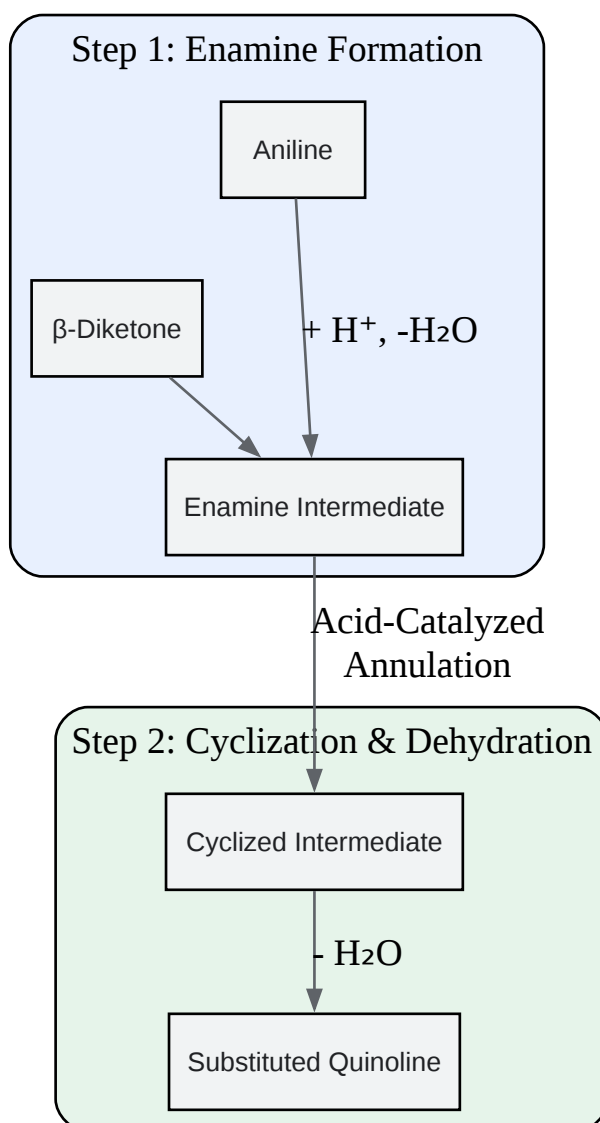 Step 1: Enamine Formation
Aniline
β-Diketone
+ H⁺, -H₂O
Enamine Intermediate
Acid-Catalyzed
Annulation
Step 2: Cyclization & Dehydration
Cyclized Intermediate
- H₂O
Substituted Quinoline